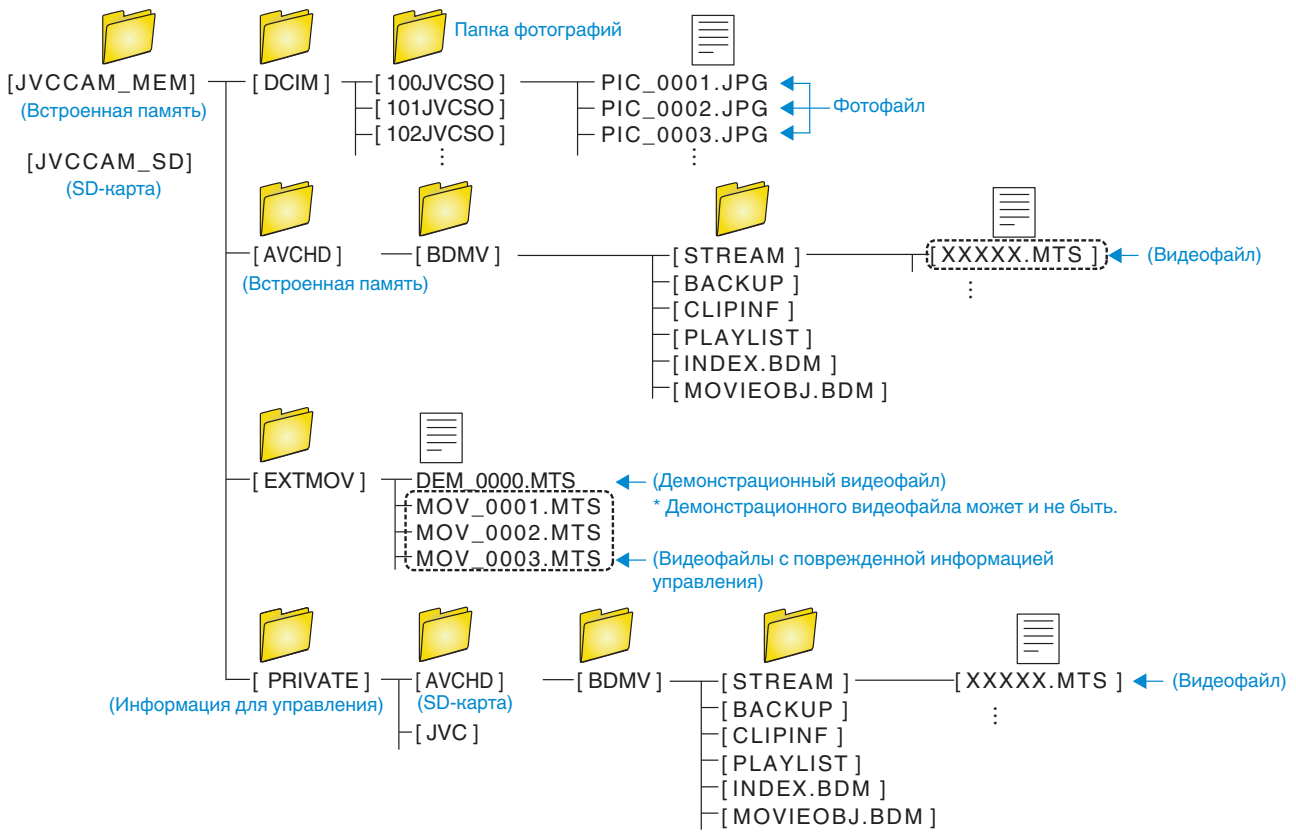 Папка фотографий
[JVCCAM_MEM]
(Встроенная память)
[JVCCAM_SD]
(SD-карта)
[ DCIM ]
[ 100JVCSO ]
[ 101JVCSO ]
[ 102JVCSO ]
PIC_0001.JPG
PIC_0002.JPG
PIC_0003.JPG
Фотофайл
[ AVCHD ]
(Встроенная память)
[ BDMV ]
[ STREAM ]
[ BACKUP ]
[ CLIPINF ]
[ PLAYLIST ]
[ INDEX.BDM ]
[ MOVIEOBJ.BDM ]
[ XXXXX.MTS ]
(Видеофайл)
[ EXTMOV ]
DEM_0000.MTS
MOV_0001.MTS
MOV_0002.MTS
MOV_0003.MTS
(Демонстрационный видеофайл)
* Демонстрационного видеофайла может и не быть.
(Видеофайлы с поврежденной информацией
управления)
[ PRIVATE ]
(Информация для управления)
[ AVCHD ]
(SD-карта)
[ JVC ]
[ BDMV ]
[ STREAM ]
[ BACKUP ]
[ CLIPINF ]
[ PLAYLIST ]
[ INDEX.BDM ]
[ MOVIEOBJ.BDM ]
[ XXXXX.MTS ]
(Видеофайл)